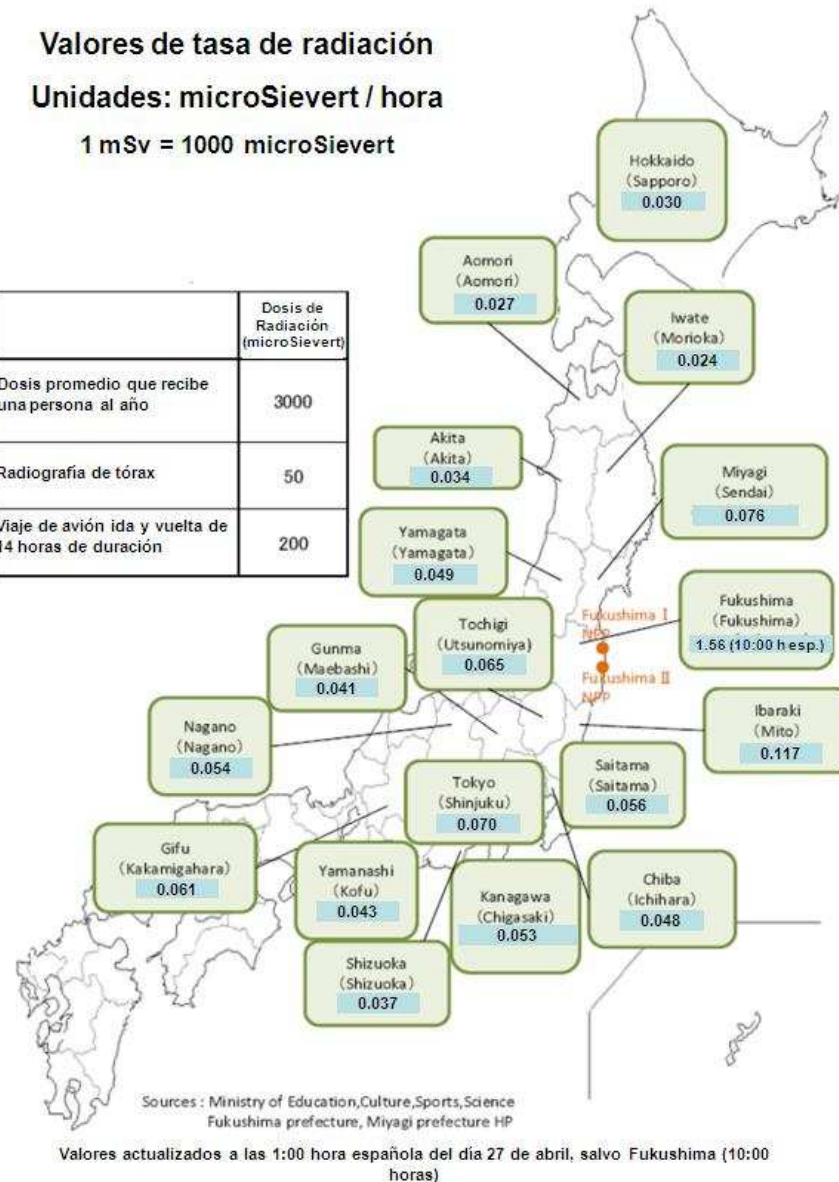 Valores de tasa de radiación
Unidades: microSievert / hora
1 mSv = 1000 microSievert
Hokkaido
(Sapporo)
0.030
Aomori
(Aomori)
0.027
Iwate
(Morioka)
0.024
Dosis de
Radiación
(microSievert)
Dosis promedio que recibe
una persona al año
3000
Radiografia de tórax
50
Viaje de avión ida y vuelta de
14 horas de duración
200
Akita
(Akita)
0.034
Miyagi
(Sendai)
0.076
Yamagata
(Yamagata)
0.049
Fukushima
(Fukushima)
1.56 (10:00 h esp.)
Fukushima I
NPP
Fukushima II
NPP
Tochigi
(Utsunomiya)
0.065
Gunma
(Maebashi)
0.041
Ibaraki
(Mito)
0.117
Nagano
(Nagano)
0.054
Saitama
(Saitama)
0.056
Tokyo
(Shinjuku)
0.070
Gifu
(Kakamigahara)
0.061
Yamanashi
(Kofu)
0.043
Kanagawa
(Chigasaki)
0.053
Chiba
(Ichihara)
0.048
Shizuoka
(Shizuoka)
0.037
Sources : Ministry of Education,Culture,Sports,Science
Fukushima prefecture, Miyagi prefecture HP
Valores actualizados a las 1:00 hora española del día 27 de abril, salvo Fukushima (10:00
horas)